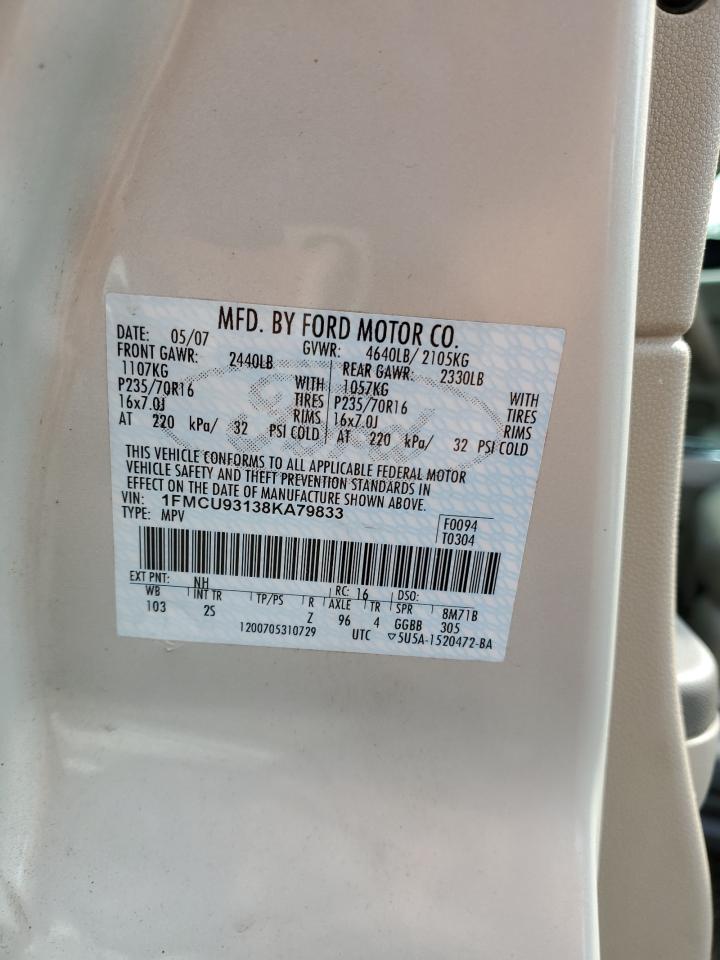 MFD. BY FORD MOTOR CO.
DATE: 05/07 GVWR: 4640LB/ 2105KG
FRONT GAWR: 2440LB REAR GAWR: 2330LB
1107KG WITH 1057KG WITH
P235/70R16 TIRES P235/70R16 TIRES
16x7.0J RIMS 16x7.0J RIMS
AT 220 kPa/ 32 PSI COLD AT 220 kPa/ 32 PSI COLD
Ford
THIS VEHICLE CONFORMS TO ALL APPLICABLE FEDERAL MOTOR
VEHICLE SAFETY AND THEFT PREVENTION STANDARDS IN
EFFECT ON THE DATE OF MANUFACTURE SHOWN ABOVE.
VIN: 1FMCU93138KA79833 F0094
TYPE: MPV T0304
EXT PNT: NH RC: 16 DSO:
WB INT TR TP/PS R AXLE TR SPR 8M71B
103 2S Z 96 4 GGBB 305
1200705310729 UTC ▽5U5A-1520472-BA